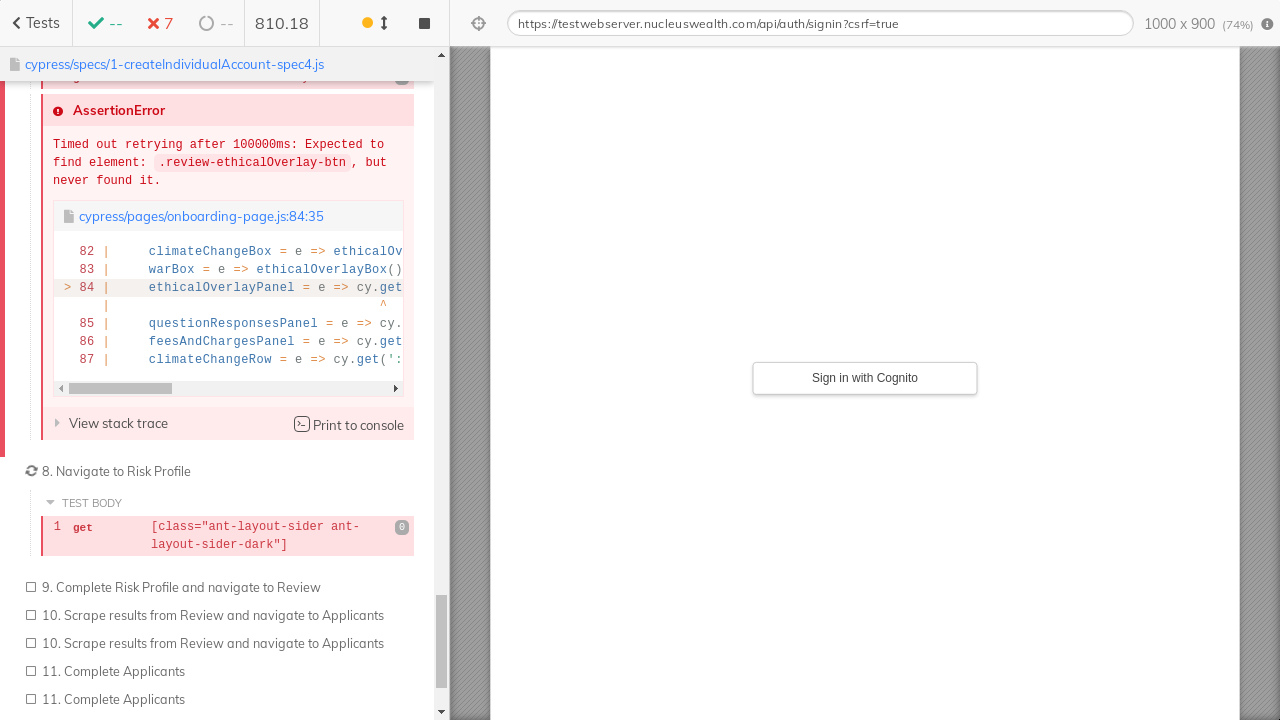 Tests
--
7
--
810.18
https://testwebserver.nucleuswealth.com/api/auth/signin?csrf=true
1000 x 900 (74%)
cypress/specs/1-createIndividualAccount-spec4.js
AssertionError
Timed out retrying after 100000ms: Expected to
find element: .review-ethicalOverlay-btn, but
never found it.
cypress/pages/onboarding-page.js:84:35
82 | climateChangeBox = e => ethicalOv
83 | warBox = e => ethicalOverlayBox()
> 84 | ethicalOverlayPanel = e => cy.get
| ^
85 | questionResponsesPanel = e => cy.
86 | feesAndChargesPanel = e => cy.get
87 | climateChangeRow = e => cy.get(':
View stack trace
Print to console
8. Navigate to Risk Profile
TEST BODY
1 get [class="ant-layout-sider ant-
layout-sider-dark"]
0
9. Complete Risk Profile and navigate to Review
10. Scrape results from Review and navigate to Applicants
10. Scrape results from Review and navigate to Applicants
11. Complete Applicants
11. Complete Applicants
Sign in with Cognito